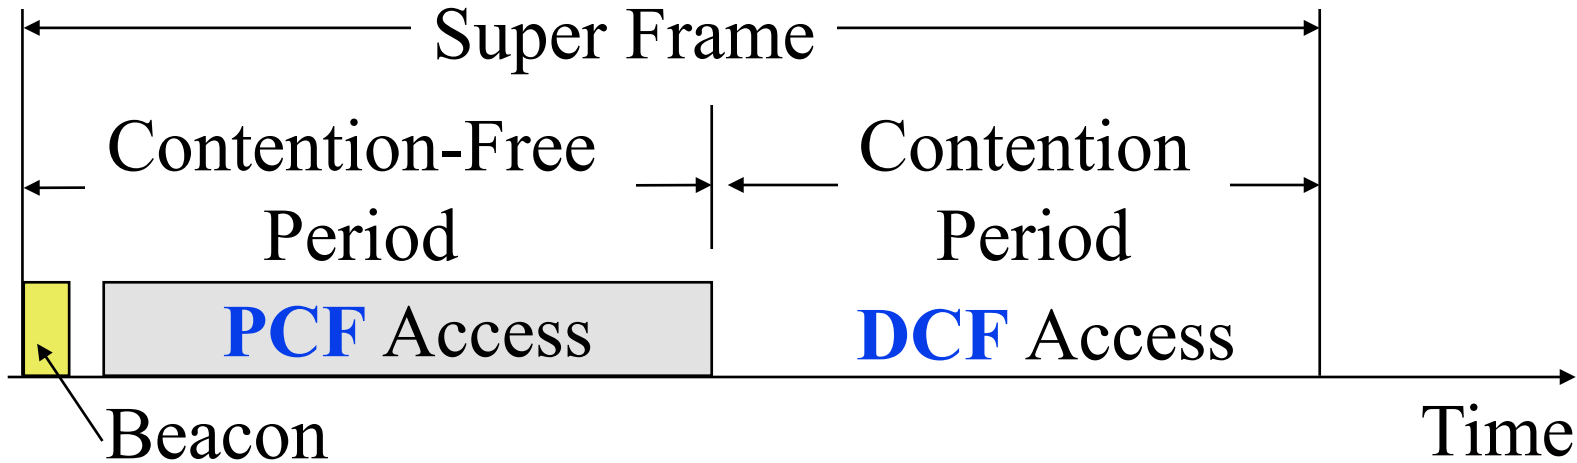 Super Frame
Contention-Free
Period
Contention
Period
PCF Access
DCF Access
Beacon
Time